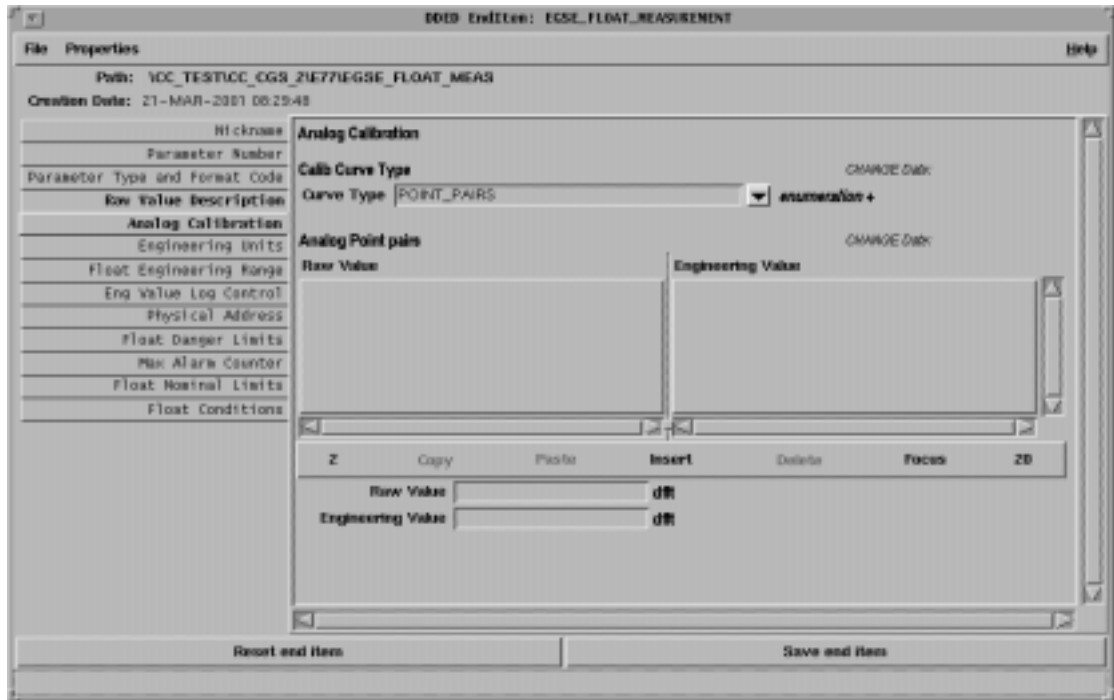 DDED EndItem: EGSE_FLOAT_MEASUREMENT
File Properties Help
Path: \CC_TEST\CC_CGS_2\E77\EGSE_FLOAT_MEAS
Creation Date: 21-MAR-2001 08:29:48
Nickname
Parameter Number
Parameter Type and Format Code
Raw Value Description
Analog Calibration
Engineering Units
Float Engineering Range
Eng Value Log Control
Physical Address
Float Danger Limits
Max Alarm Counter
Float Nominal Limits
Float Conditions
Analog Calibration
Calib Curve Type CHANGE Date:
Curve Type POINT_PAIRS enumeration +
Analog Point pairs CHANGE Date:
Raw Value Engineering Value
2 Copy Paste Insert Delete Focus 20
Raw Value dflt
Engineering Value dflt
Reset end item Save end item